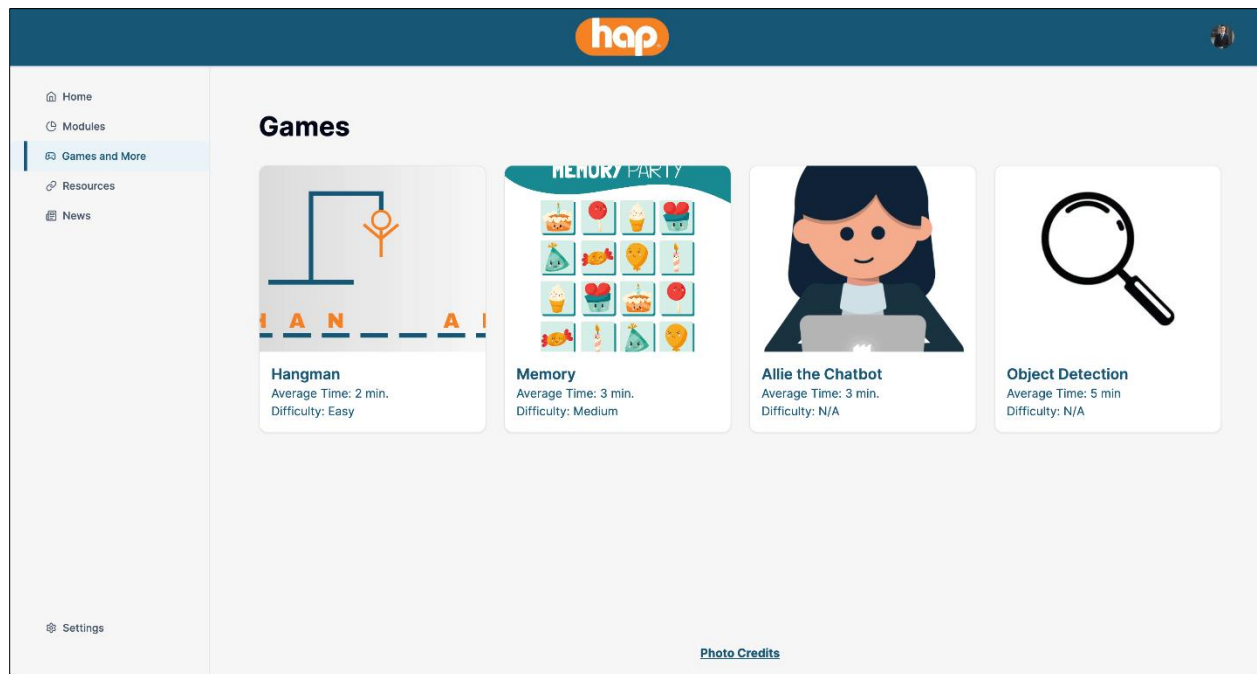 hap
Home
Modules
Games and More
Resources
News
Settings
Games
HAN A
Hangman
Average Time: 2 min.
Difficulty: Easy
MEMORY PARTY
Memory
Average Time: 3 min.
Difficulty: Medium
Allie the Chatbot
Average Time: 3 min.
Difficulty: N/A
Object Detection
Average Time: 5 min
Difficulty: N/A
Photo Credits